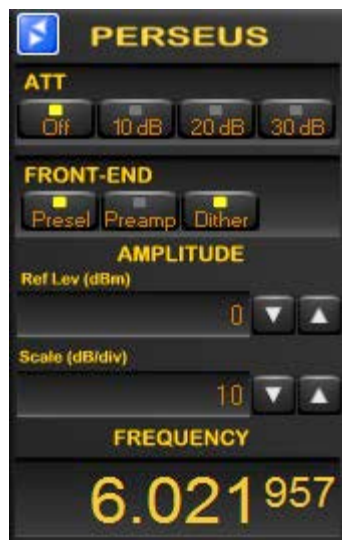 PERSEUS
ATT
Off 10 dB 20 dB 30 dB
FRONT-END
Presel Preamp Dither
AMPLITUDE
Ref Lev (dBm)
0
Scale (dB/div)
10
FREQUENCY
6.021 957